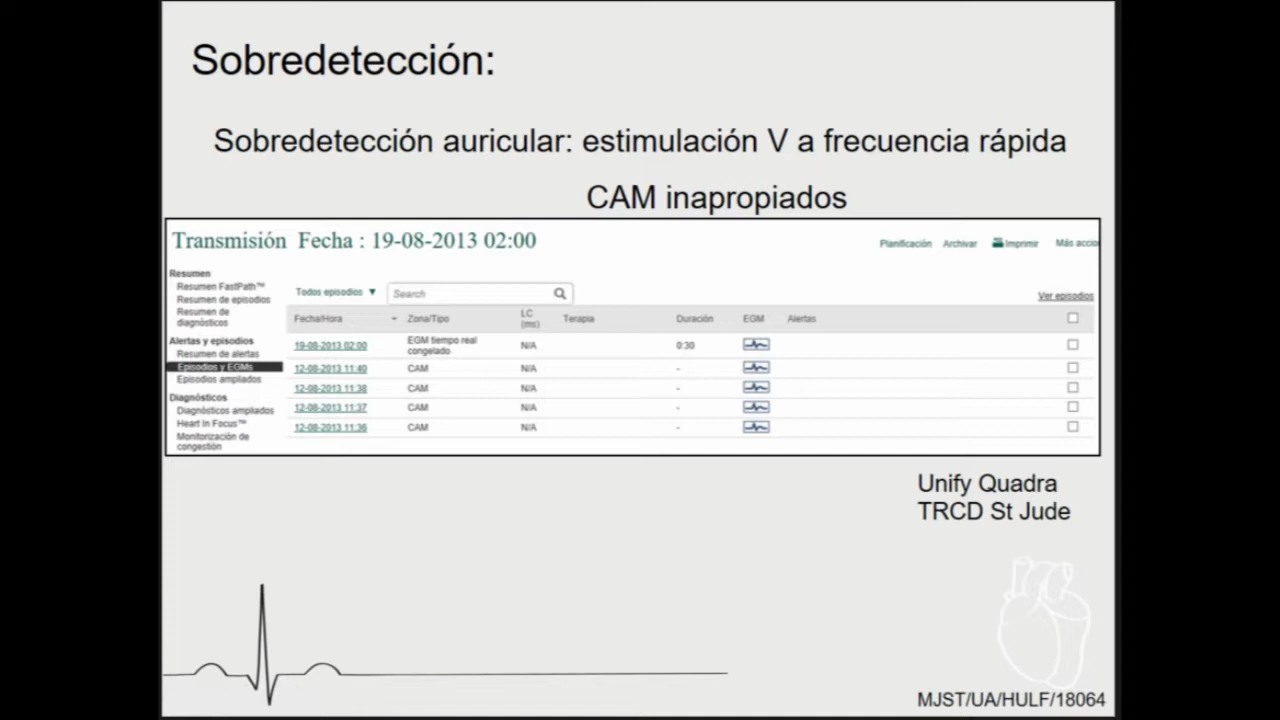 Sobredetección:
Sobredetección auricular: estimulación V a frecuencia rápida
CAM inapropiados
Transmisión Fecha : 19-08-2013 02:00
Planificación Archivar Imprimir Más accio
Resumen
Resumen FastPath™
Resumen de episodios
Resumen de
diagnósticos
Alertas y episodios
Resumen de alertas
Episodios y EGMs
Episodios ampliados
Diagnósticos
Diagnósticos ampliados
Heart In Focus™
Monitorización de
congestión
Todos episodios ▼ Search
Ver episodios
Fecha/Hora Zona/Tipo LC (ms) Terapia Duración EGM Alertas
19-08-2013 02:00 EGM tiempo real congelado N/A 0:30
12-08-2013 11:40 CAM N/A -
12-08-2013 11:38 CAM N/A -
12-08-2013 11:37 CAM N/A -
12-08-2013 11:36 CAM N/A -
Unify Quadra
TRCD St Jude
MJST/UA/HULF/18064